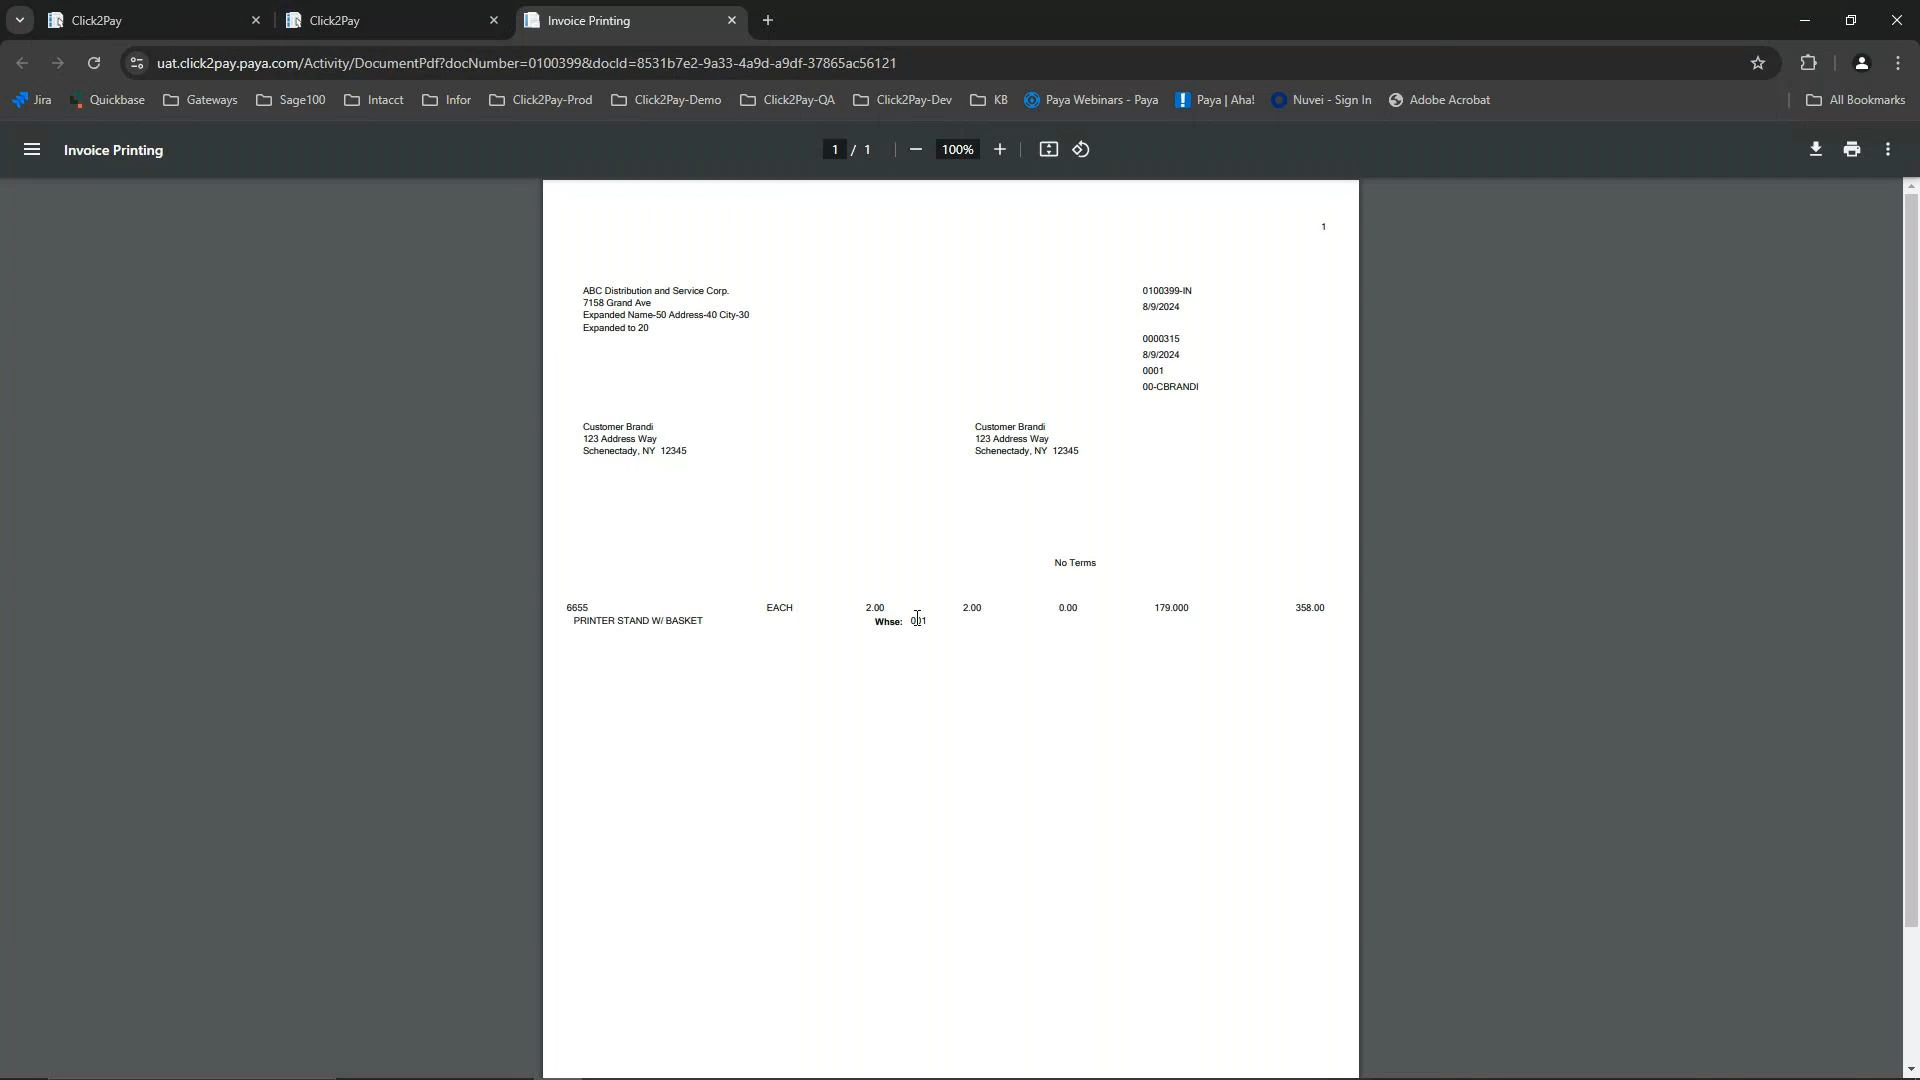 Click2Pay
Click2Pay
Invoice Printing
uat.click2pay.paya.com/Activity/DocumentPdf?docNumber=0100399&docId=8531b7e2-9a33-4a9d-a9df-37865ac56121
Jira Quickbase Gateways Sage100 Intacct Infor Click2Pay-Prod Click2Pay-Demo Click2Pay-QA Click2Pay-Dev KB Paya Webinars - Paya Paya | Aha! Nuvei - Sign In Adobe Acrobat All Bookmarks
Invoice Printing 1 / 1 100%
1
ABC Distribution and Service Corp.
7158 Grand Ave
Expanded Name-50 Address-40 City-30
Expanded to 20
0100399-IN
8/9/2024
0000315
8/9/2024
0001
00-CBRANDI
Customer Brandi
123 Address Way
Schenectady, NY 12345
Customer Brandi
123 Address Way
Schenectady, NY 12345
No Terms
6655 EACH 2.00 2.00 0.00 179.000 358.00
PRINTER STAND W/ BASKET Whse: 001